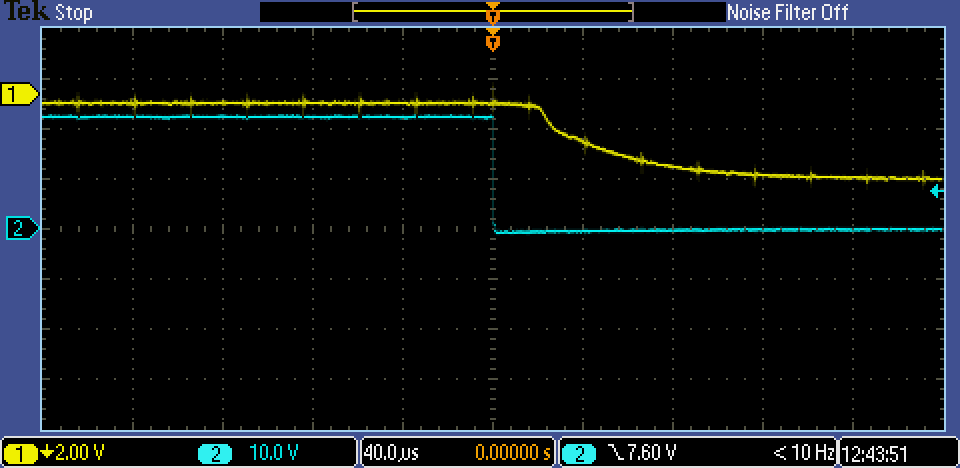 Tek Stop Noise Filter Off
T
T
1
2
1 2.00 V 2 10.0 V 40.0µs 0.00000 s 2 7.60 V <10 Hz 12:43:51